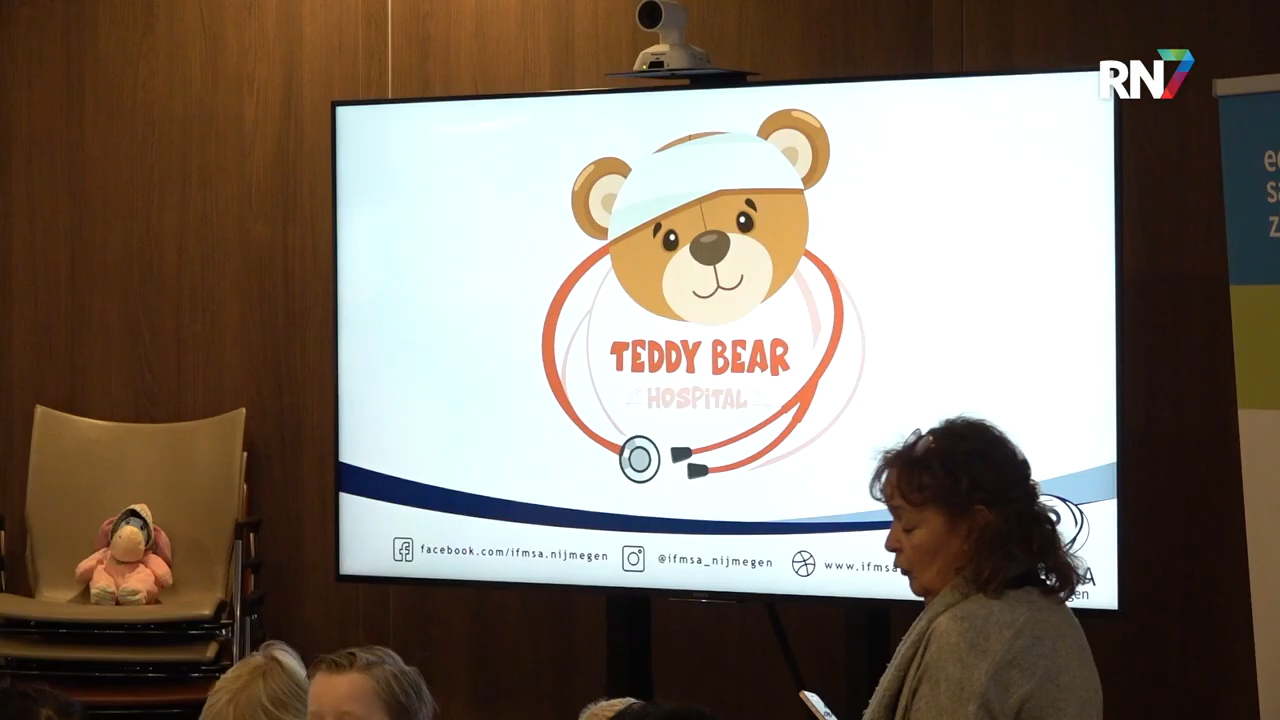 RN7
TEDDY BEAR
HOSPITAL
facebook.com/ifmsa.nijmegen
@ifmsa_nijmegen